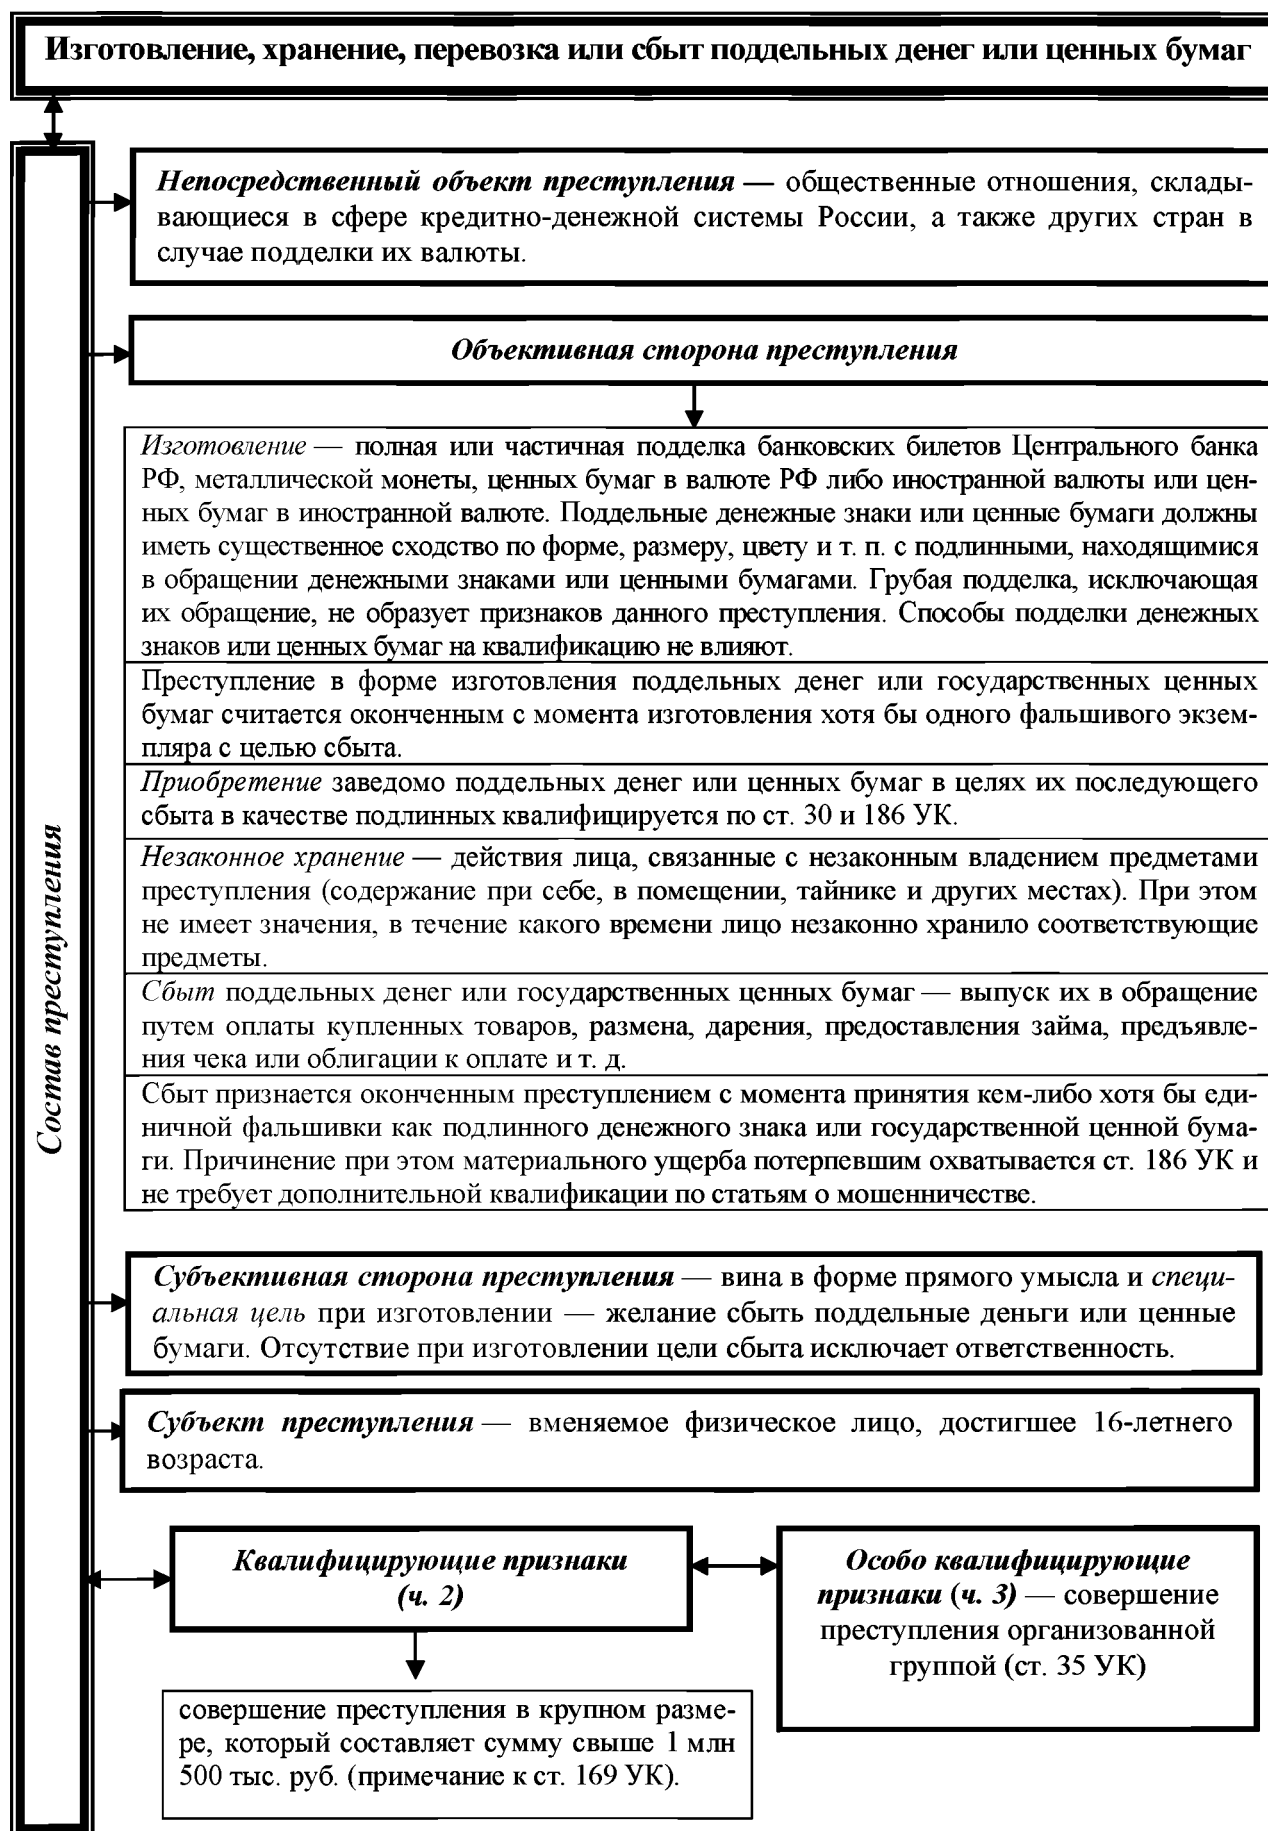 Изготовление, хранение, перевозка или сбыт поддельных денег или ценных бумаг
Состав преступления
Непосредственный объект преступления — общественные отношения, склады-
вающиеся в сфере кредитно-денежной системы России, а также других стран в
случае подделки их валюты.
Объективная сторона преступления
Изготовление — полная или частичная подделка банковских билетов Центрального банка
РФ, металлической монеты, ценных бумаг в валюте РФ либо иностранной валюты или цен-
ных бумаг в иностранной валюте. Поддельные денежные знаки или ценные бумаги должны
иметь существенное сходство по форме, размеру, цвету и т. п. с подлинными, находящимися
в обращении денежными знаками или ценными бумагами. Грубая подделка, исключающая
их обращение, не образует признаков данного преступления. Способы подделки денежных
знаков или ценных бумаг на квалификацию не влияют.
Преступление в форме изготовления поддельных денег или государственных ценных
бумаг считается оконченным с момента изготовления хотя бы одного фальшивого экзем-
пляра с целью сбыта.
Приобретение заведомо поддельных денег или ценных бумаг в целях их последующего
сбыта в качестве подлинных квалифицируется по ст. 30 и 186 УК.
Незаконное хранение — действия лица, связанные с незаконным владением предметами
преступления (содержание при себе, в помещении, тайнике и других местах). При этом
не имеет значения, в течение какого времени лицо незаконно хранило соответствующие
предметы.
Сбыт поддельных денег или государственных ценных бумаг — выпуск их в обращение
путем оплаты купленных товаров, размена, дарения, предоставления займа, предъявле-
ния чека или облигации к оплате и т. д.
Сбыт признается оконченным преступлением с момента принятия кем-либо хотя бы еди-
ничной фальшивки как подлинного денежного знака или государственной ценной бума-
ги. Причинение при этом материального ущерба потерпевшим охватывается ст. 186 УК и
не требует дополнительной квалификации по статьям о мошенничестве.
Субъективная сторона преступления — вина в форме прямого умысла и специ-
альная цель при изготовлении — желание сбыть поддельные деньги или ценные
бумаги. Отсутствие при изготовлении цели сбыта исключает ответственность.
Субъект преступления — вменяемое физическое лицо, достигшее 16-летнего
возраста.
Квалифицирующие признаки
(ч. 2)
совершение преступления в крупном разме-
ре, который составляет сумму свыше 1 млн
500 тыс. руб. (примечание к ст. 169 УК).
Особо квалифицирующие
признаки (ч. 3) — совершение
преступления организованной
группой (ст. 35 УК)